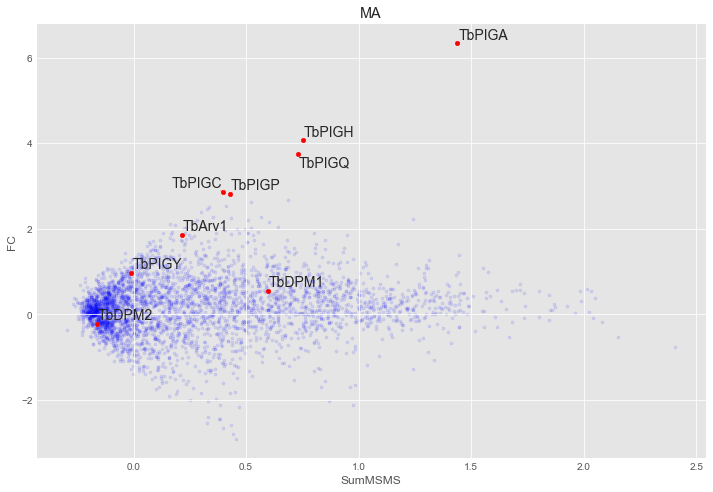 MA
TbPIGA
TbPIGH
TbPIGQ
TbPIGC
TbPIGP
TbArv1
TbPIGY
TbDPM1
TbDPM2
FC
6
4
2
0
−2
0.0
0.5
1.0
1.5
2.0
2.5
SumMSMS